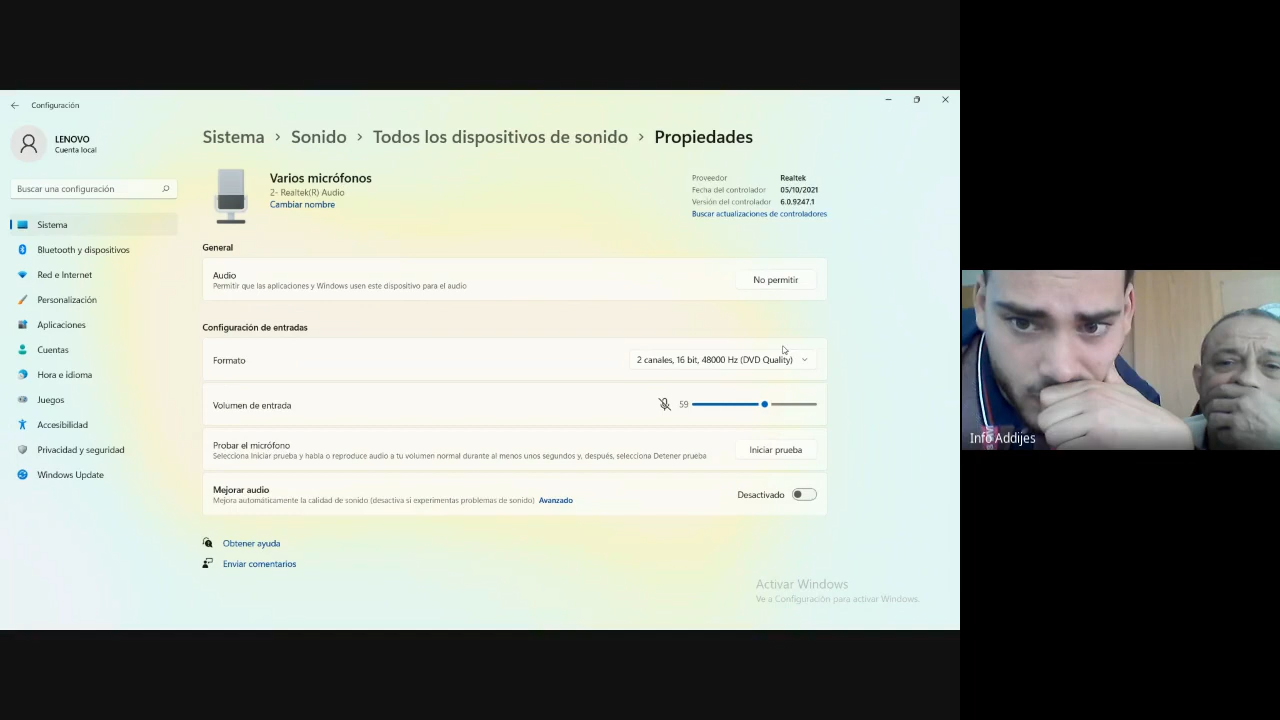 Configuración
LENOVO
Cuenta local
Buscar una configuración
Sistema
Bluetooth y dispositivos
Red e Internet
Personalización
Aplicaciones
Cuentas
Hora e idioma
Juegos
Accesibilidad
Privacidad y seguridad
Windows Update
Sistema › Sonido › Todos los dispositivos de sonido › Propiedades
Varios micrófonos
2- Realtek(R) Audio
Cambiar nombre
Proveedor Realtek
Fecha del controlador 05/10/2021
Versión del controlador 6.0.9247.1
Buscar actualizaciones de controladores
General
Audio
Permitir que las aplicaciones y Windows usen este dispositivo para el audio
No permitir
Configuración de entradas
Formato
2 canales, 16 bit, 48000 Hz (DVD Quality)
Volumen de entrada
59
Probar el micrófono
Selecciona Iniciar prueba y habla o reproduce audio a tu volumen normal durante al menos unos segundos y, después, selecciona Detener prueba
Iniciar prueba
Mejorar audio
Mejora automáticamente la calidad de sonido (desactiva si experimentas problemas de sonido) Avanzado
Desactivado
Obtener ayuda
Enviar comentarios
Activar Windows
Ve a Configuración para activar Windows.
Info Addijes